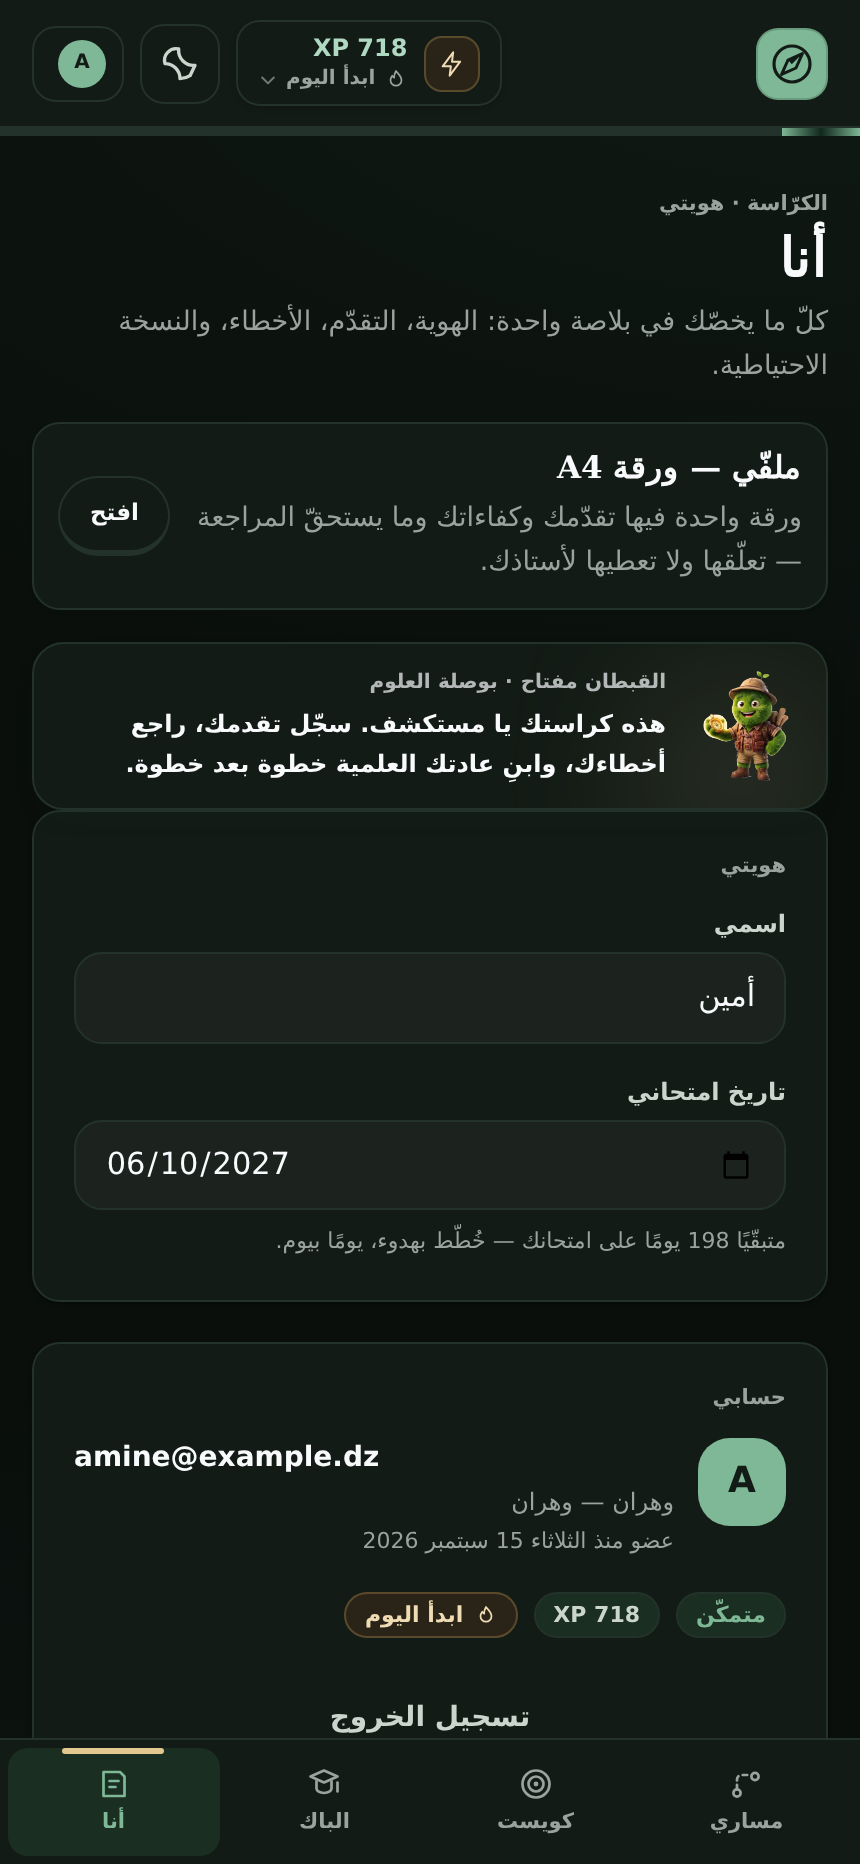 XP 718
ابدأ اليوم
A
الكرّاسة · هويتي
أنا
كلّ ما يخصّك في بلاصة واحدة: الهوية، التقدّم، الأخطاء، والنسخة
الاحتياطية.
ملفّي — ورقة A4
ورقة واحدة فيها تقدّمك وكفاءاتك وما يستحقّ المراجعة
— تعلّقها ولا تعطيها لأستاذك.
افتح
القبطان مفتاح · بوصلة العلوم
هذه كراستك يا مستكشف. سجّل تقدمك، راجع
أخطاءك، وابنِ عادتك العلمية خطوة بعد خطوة.
هويتي
اسمي
أمين
تاريخ امتحاني
06/10/2027
متبقّيًا 198 يومًا على امتحانك — خُطّط بهدوء، يومًا بيوم.
حسابي
A
amine@example.dz
وهران — وهران
عضو منذ الثلاثاء 15 سبتمبر 2026
متمكّن
XP 718
ابدأ اليوم
تسجيل الخروج
مساري
كويست
الباك
أنا